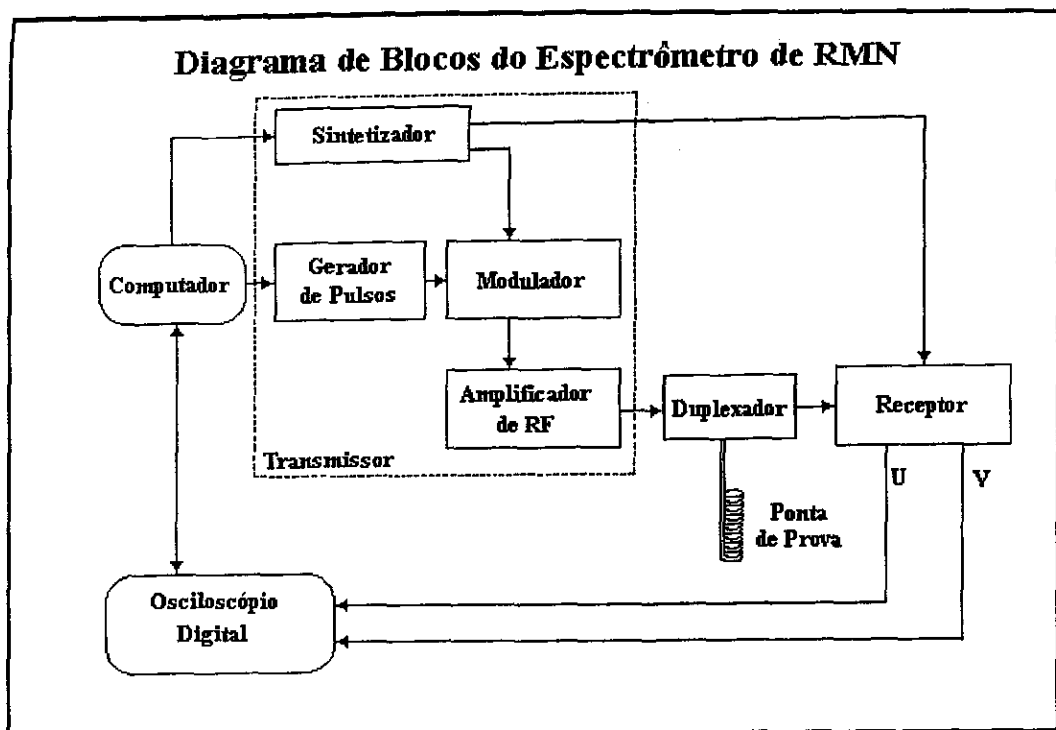 Diagrama de Blocos do Espectrômetro de RMN
Sintetizador
Computador
Gerador
de Pulsos
Modulador
Amplificador
de RF
Transmissor
Duplexador
Receptor
U
V
Ponta
de Prova
Osciloscópio
Digital